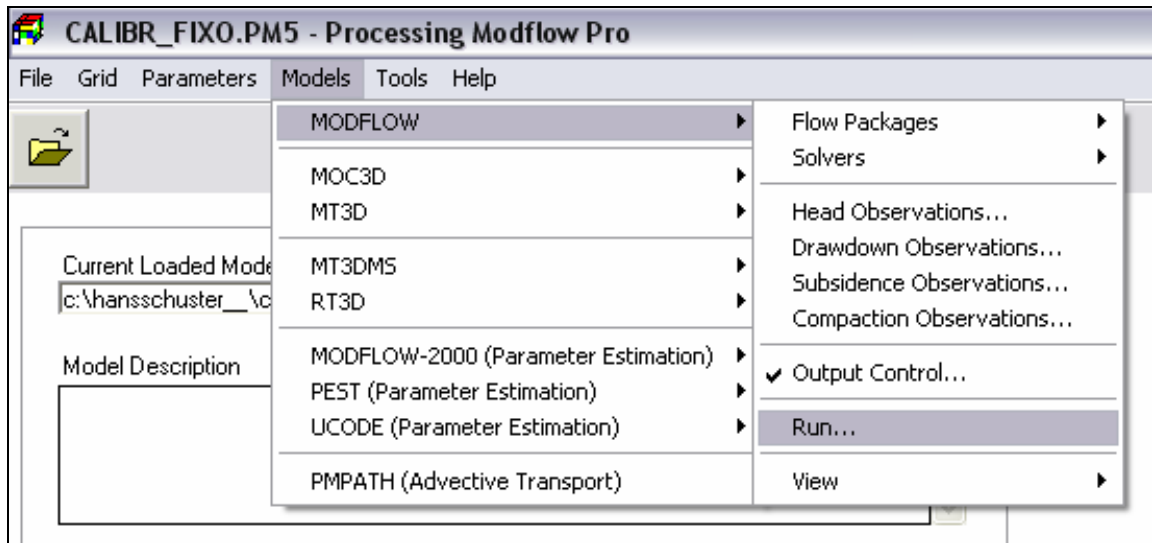 CALIBR_FIXO.PM5 - Processing Modflow Pro
File Grid Parameters Models Tools Help
MODFLOW
MOC3D
MT3D
MT3DMS
RT3D
MODFLOW-2000 (Parameter Estimation)
PEST (Parameter Estimation)
UCODE (Parameter Estimation)
PMPATH (Advective Transport)
Flow Packages
Solvers
Head Observations...
Drawdown Observations...
Subsidence Observations...
Compaction Observations...
Output Control...
Run...
View
Current Loaded Mode
c:\hansschuster__\c
Model Description